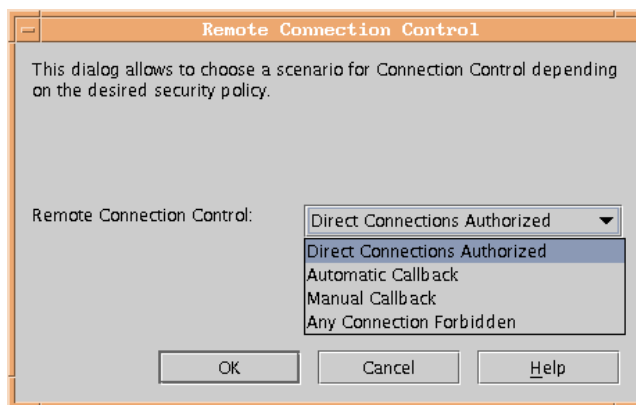 Remote Connection Control
This dialog allows to choose a scenario for Connection Control depending
on the desired security policy.
Remote Connection Control:
Direct Connections Authorized
Direct Connections Authorized
Automatic Callback
Manual Callback
Any Connection Forbidden
OK
Cancel
Help